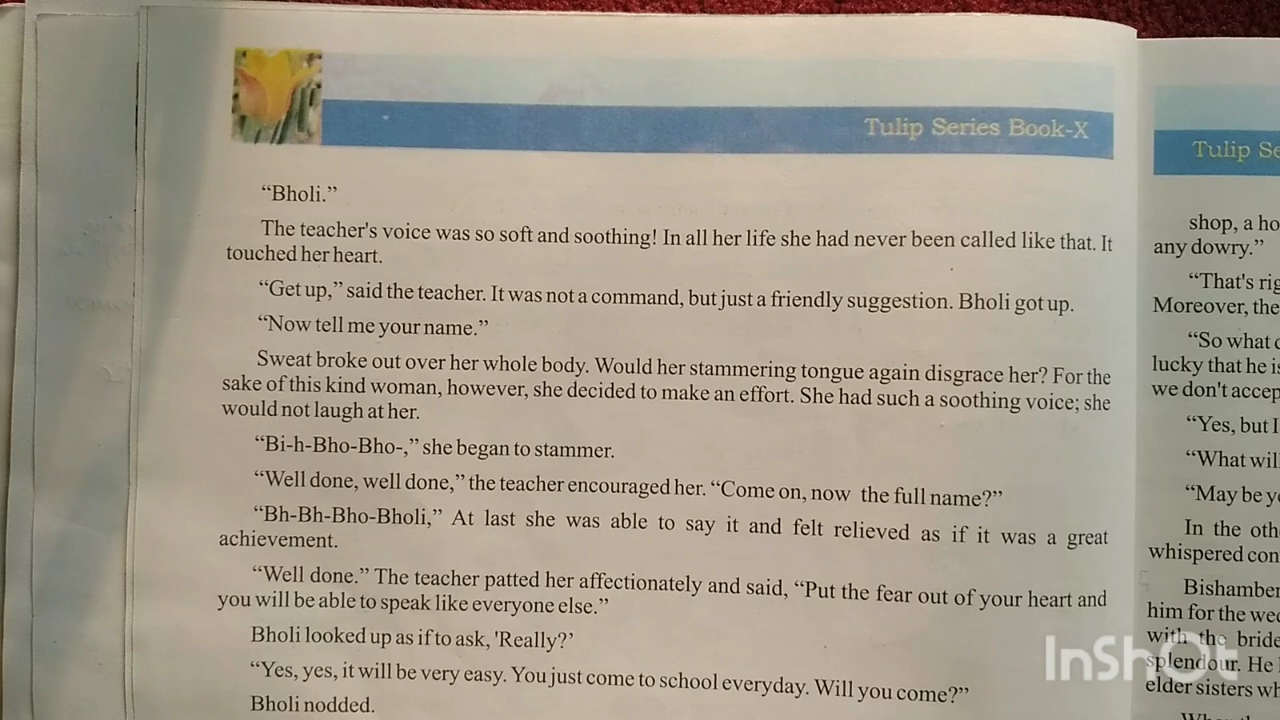 Tulip Series Book-X
“Bholi.”
The teacher's voice was so soft and soothing! In all her life she had never been called like that. It
touched her heart.
“Get up,” said the teacher. It was not a command, but just a friendly suggestion. Bholi got up.
“Now tell me your name.”
Sweat broke out over her whole body. Would her stammering tongue again disgrace her? For the
sake of this kind woman, however, she decided to make an effort. She had such a soothing voice; she
would not laugh at her.
“Bi-h-Bho-Bho-,” she began to stammer.
“Well done, well done,” the teacher encouraged her. “Come on, now the full name?”
“Bh-Bh-Bho-Bholi,” At last she was able to say it and felt relieved as if it was a great
achievement.
“Well done.” The teacher patted her affectionately and said, “Put the fear out of your heart and
you will be able to speak like everyone else.”
Bholi looked up as if to ask, 'Really?’
“Yes, yes, it will be very easy. You just come to school everyday. Will you come?”
Bholi nodded.
Tulip
shop, a
any dowry.”
“That's
Moreover, the
“So what
lucky that he
we don't
“Yes, but I
“What
“May be
In the
whispered
Bishamber
him for the
with the
splendour. He
elder sisters
InShOt